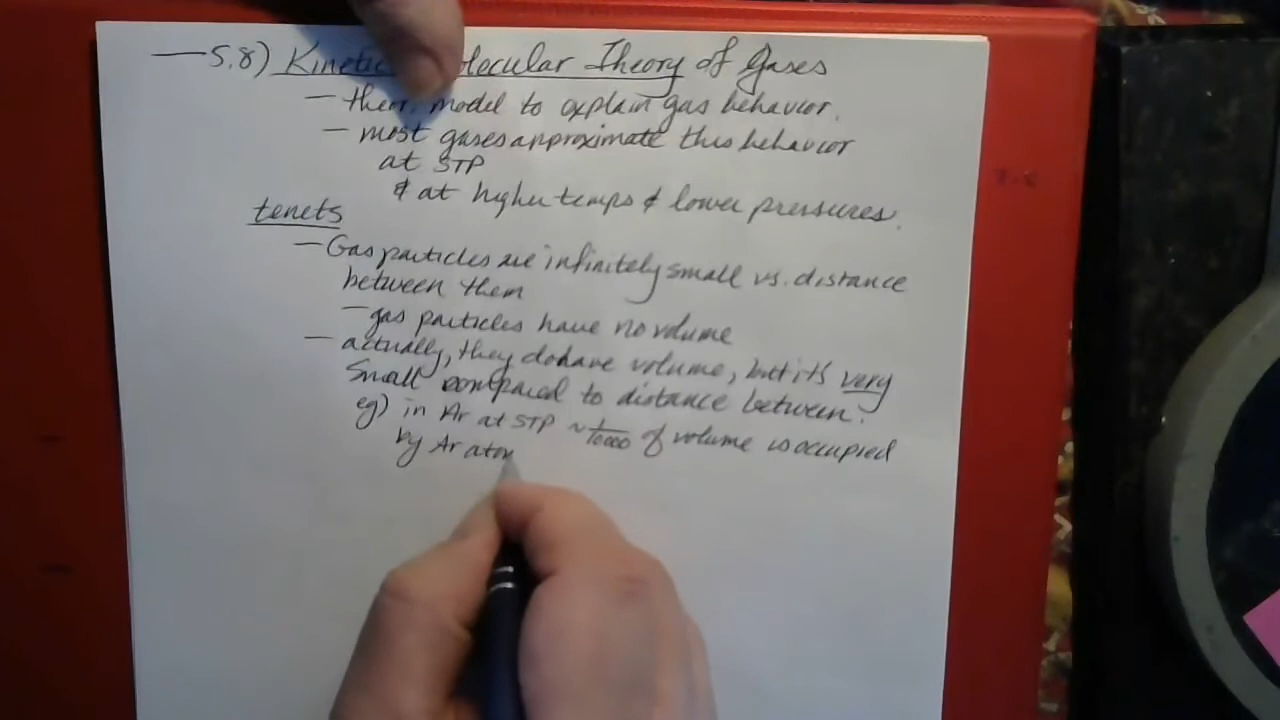 — 5.8) Kinetic olecular Theory of Gases
— model to explain gas behavior.
— most gases approximate this behavior
at STP
& at higher temps & lower pressures.
tenets
— Gas particles are infinitely small vs. distance
between them
— gas particles have no volume
— actually, they do have volume, but it's very
small compared to distance between.
eg) in Ar at STP ~ 1/1000 of volume is occupied
by Ar atom